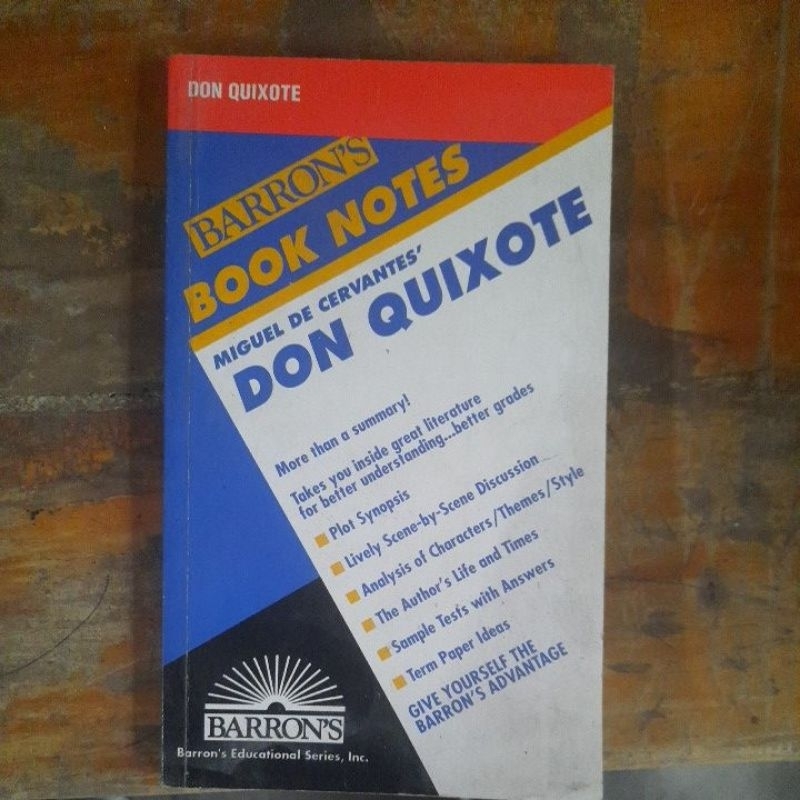 DON QUIXOTE
BARRON'S
BOOK NOTES
MIGUEL DE CERVANTES'
DON QUIXOTE
More than a summary!
Takes you inside great literature
for better understanding...better grades
Plot Synopsis
Lively Scene-by-Scene Discussion
Analysis of Characters/Themes/Style
The Author's Life and Times
Sample Tests with Answers
Term Paper Ideas
GIVE YOURSELF THE
BARRON'S ADVANTAGE
BARRON'S
Barron's Educational Series, Inc.